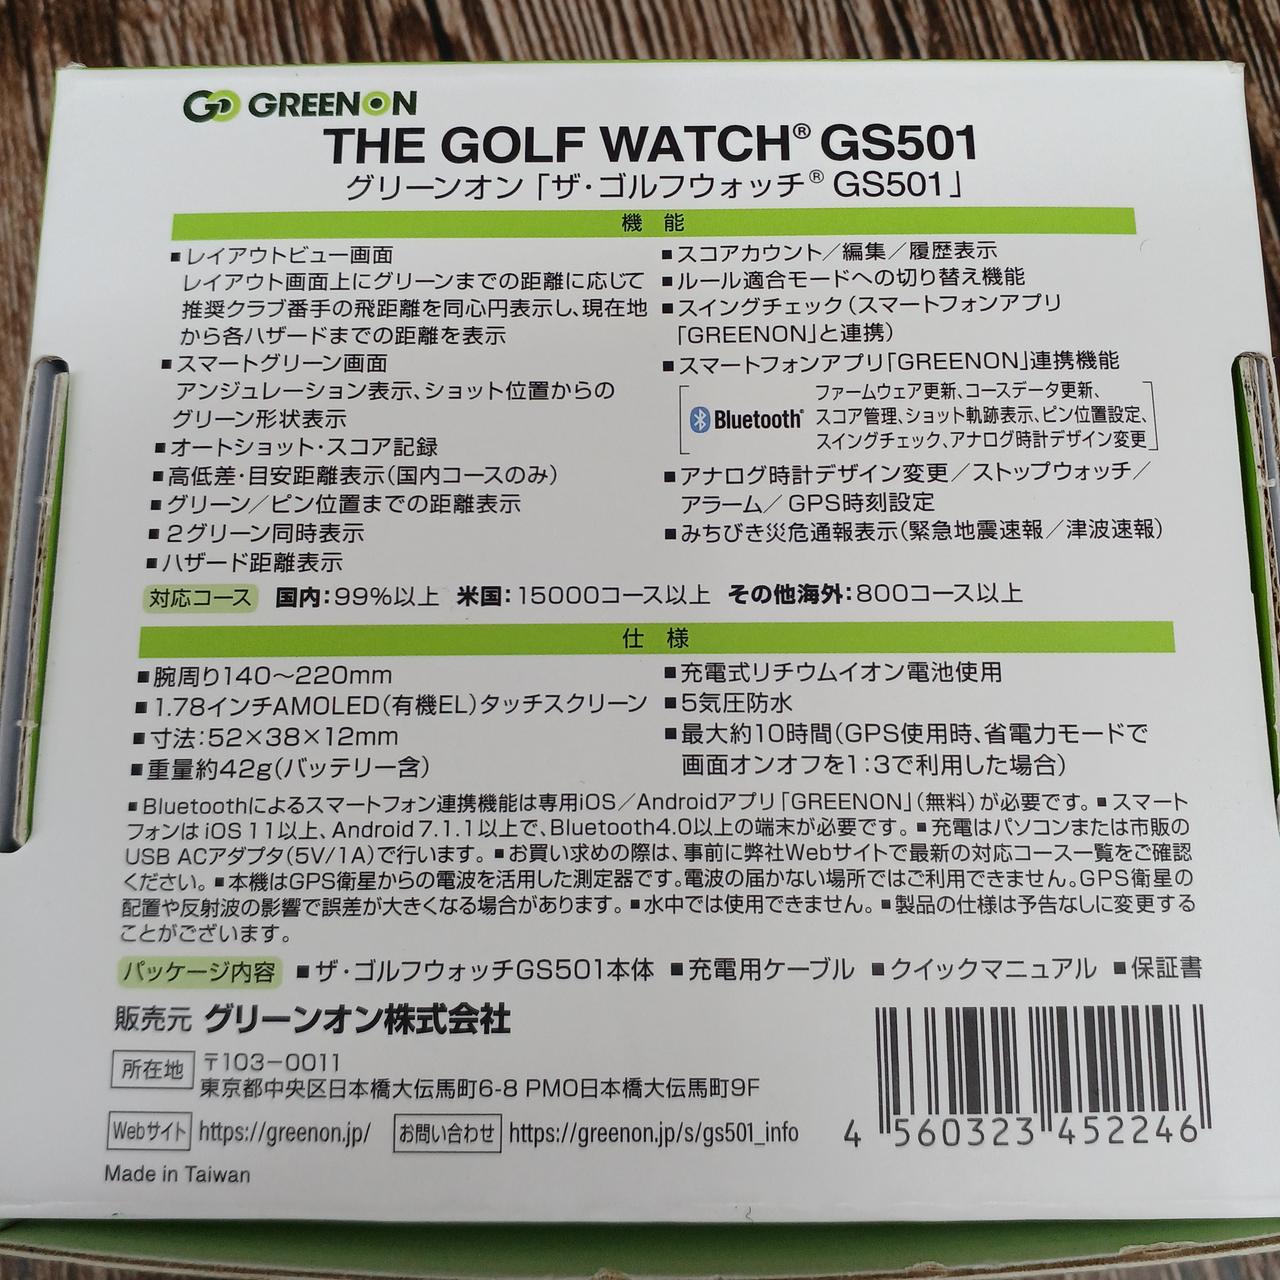 GREENON
THE GOLF WATCH® GS501
グリーンオン「ザ・ゴルフウォッチ® GS501」
機 能
■レイアウトビュー画面
レイアウト画面上にグリーンまでの距離に応じて
推奨クラブ番手の飛距離を同心円表示し、現在地
から各ハザードまでの距離を表示
■スマートグリーン画面
アンジュレーション表示、ショット位置からの
グリーン形状表示
■オートショット・スコア記録
■高低差・目安距離表示(国内コースのみ)
■グリーン/ピン位置までの距離表示
■2グリーン同時表示
■ハザード距離表示
■スコアカウント/編集/履歴表示
■ルール適合モードへの切り替え機能
■スイングチェック(スマートフォンアプリ
「GREENON」と連携)
■スマートフォンアプリ「GREENON」連携機能
Bluetooth®
ファームウェア更新、コースデータ更新、
スコア管理、ショット軌跡表示、ピン位置設定、
スイングチェック、アナログ時計デザイン変更
■アナログ時計デザイン変更/ストップウォッチ/
アラーム/GPS時刻設定
■みちびき災危通報表示(緊急地震速報/津波速報)
対応コース 国内:99%以上 米国:15000コース以上 その他海外:800コース以上
仕 様
■腕周り140〜220mm
■1.78インチAMOLED(有機EL)タッチスクリーン
■寸法:52×38×12mm
■重量約42g(バッテリー含)
■充電式リチウムイオン電池使用
■5気圧防水
■最大約10時間(GPS使用時、省電力モードで
画面オンオフを1:3で利用した場合)
■Bluetoothによるスマートフォン連携機能は専用iOS/Androidアプリ「GREENON」(無料)が必要です。■スマート
フォンは iOS 11以上、Android 7.1.1以上で、Bluetooth4.0以上の端末が必要です。■充電はパソコンまたは市販の
USB ACアダプタ(5V/1A)で行います。■お買い求めの際は、事前に弊社Webサイトで最新の対応コース一覧をご確認
ください。■本機はGPS衛星からの電波を活用した測定器です。電波の届かない場所ではご利用できません。GPS衛星の
配置や反射波の影響で誤差が大きくなる場合があります。■水中では使用できません。■製品の仕様は予告なしに変更する
ことがございます。
パッケージ内容 ■ザ・ゴルフウォッチGS501本体 ■充電用ケーブル ■クイックマニュアル ■保証書
販売元 グリーンオン株式会社
所在地 〒103-0011
東京都中央区日本橋大伝馬町6-8 PMO日本橋大伝馬町9F
Webサイト https://greenon.jp/ お問い合わせ https://greenon.jp/s/gs501_info
Made in Taiwan
4 560323 452246